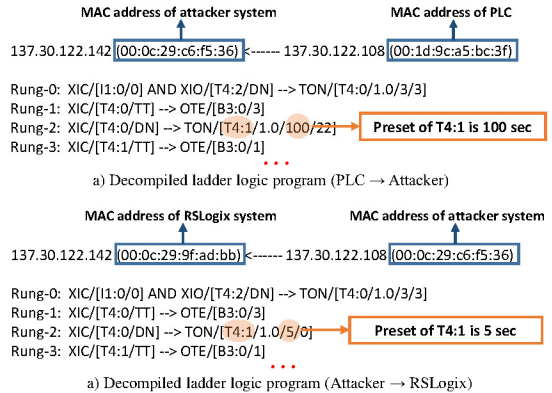 MAC address of attacker system MAC address of PLC
137.30.122.142 (00:0c:29:c6:f5:36) <------ 137.30.122.108 (00:1d:9c:a5:bc:3f)
Rung-0: XIC/[I1:0/0] AND XIO/[T4:2/DN] --> TON/[T4:0/1.0/3/3]
Rung-1: XIC/[T4:0/TT] --> OTE/[B3:0/3]
Rung-2: XIC/[T4:0/DN] --> TON/[T4:1/1.0/100/22] Preset of T4:1 is 100 sec
Rung-3: XIC/[T4:1/TT] --> OTE/[B3:0/1]
• • •
a) Decompiled ladder logic program (PLC → Attacker)
MAC address of RSLogix system MAC address of attacker system
137.30.122.142 (00:0c:29:9f:ad:bb) <------ 137.30.122.108 (00:0c:29:c6:f5:36)
Rung-0: XIC/[I1:0/0] AND XIO/[T4:2/DN] --> TON/[T4:0/1.0/3/3]
Rung-1: XIC/[T4:0/TT] --> OTE/[B3:0/3]
Rung-2: XIC/[T4:0/DN] --> TON/[T4:1/1.0/5/0] Preset of T4:1 is 5 sec
Rung-3: XIC/[T4:1/TT] --> OTE/[B3:0/1]
• • •
a) Decompiled ladder logic program (Attacker → RSLogix)